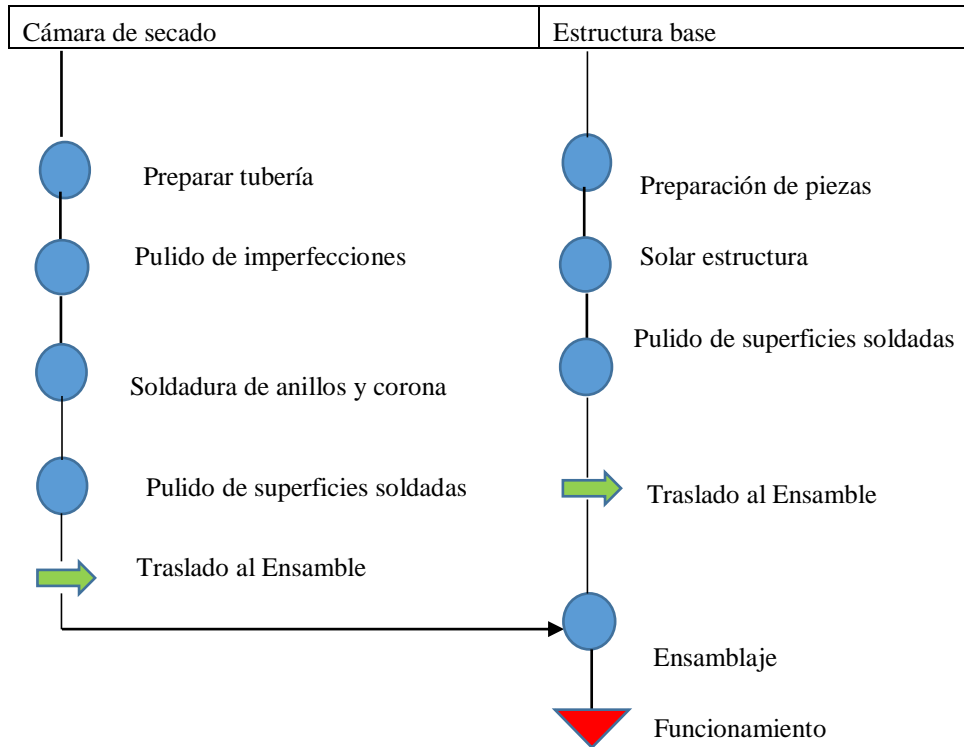 Cámara de secado
Estructura base
Preparar tubería
Pulido de imperfecciones
Soldadura de anillos y corona
Pulido de superficies soldadas
Traslado al Ensamble
Preparación de piezas
Solar estructura
Pulido de superficies soldadas
Traslado al Ensamble
Ensamblaje
Funcionamiento